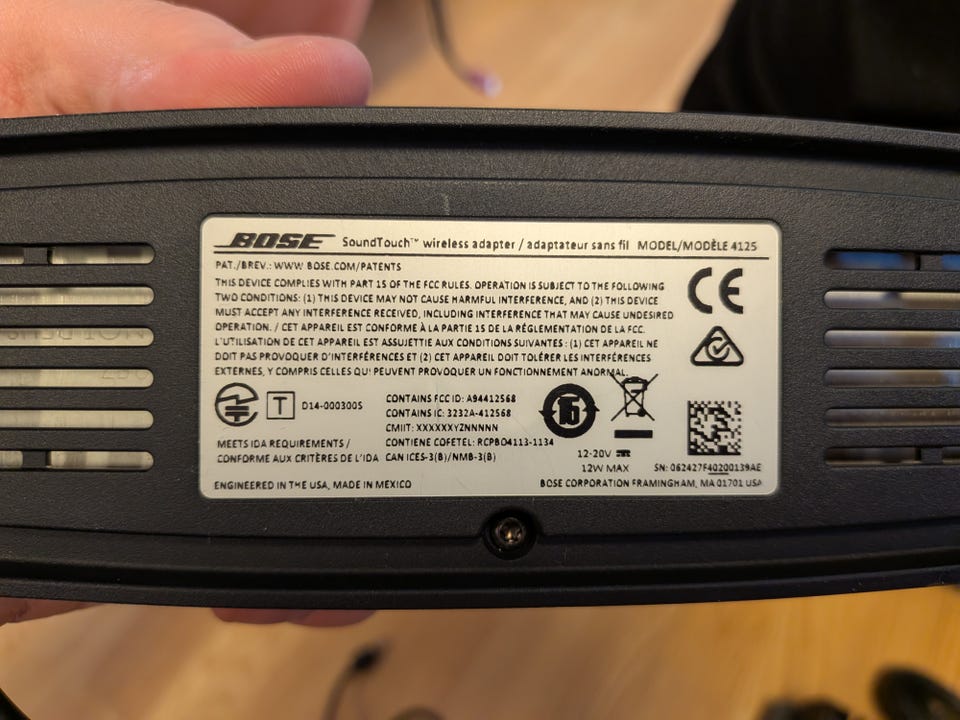 BOSE SoundTouch™ wireless adapter / adaptateur sans fil MODEL/MODÈLE 4125
PAT./BREV.: WWW.BOSE.COM/PATENTS
THIS DEVICE COMPLIES WITH PART 15 OF THE FCC RULES. OPERATION IS SUBJECT TO THE FOLLOWING
TWO CONDITIONS: (1) THIS DEVICE MAY NOT CAUSE HARMFUL INTERFERENCE, AND (2) THIS DEVICE
MUST ACCEPT ANY INTERFERENCE RECEIVED, INCLUDING INTERFERENCE THAT MAY CAUSE UNDESIRED
OPERATION. / CET APPAREIL EST CONFORME À LA PARTIE 15 DE LA RÉGLEMENTATION DE LA FCC.
L'UTILISATION DE CET APPAREIL EST ASSUJETTIE AUX CONDITIONS SUIVANTES : (1) CET APPAREIL NE
DOIT PAS PROVOQUER D'INTERFÉRENCES ET (2) CET APPAREIL DOIT TOLÉRER LES INTERFÉRENCES
EXTERNES, Y COMPRIS CELLES QUI PEUVENT PROVOQUER UN FONCTIONNEMENT ANORMAL.
CE
T D14-000300S
CONTAINS FCC ID: A94412568
CONTAINS IC: 3232A-412568
CMIIT: XXXXXXYZNNNNN
CONTIENE COFETEL: RCPBO4113-1134
MEETS IDA REQUIREMENTS /
CONFORME AUX CRITÈRES DE L'IDA CAN ICES-3(B)/NMB-3(B)
15
12-20V
12W MAX
SN: 062427F40200139AE
ENGINEERED IN THE USA, MADE IN MEXICO
BOSE CORPORATION FRAMINGHAM, MA 01701 USA